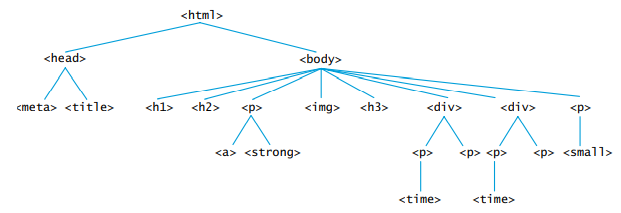 <html>
<head> <body>
<meta> <title> <h1> <h2> <p> <img> <h3> <div> <div> <p>
<a> <strong> <p> <p> <p> <p> <small>
<time> <time>